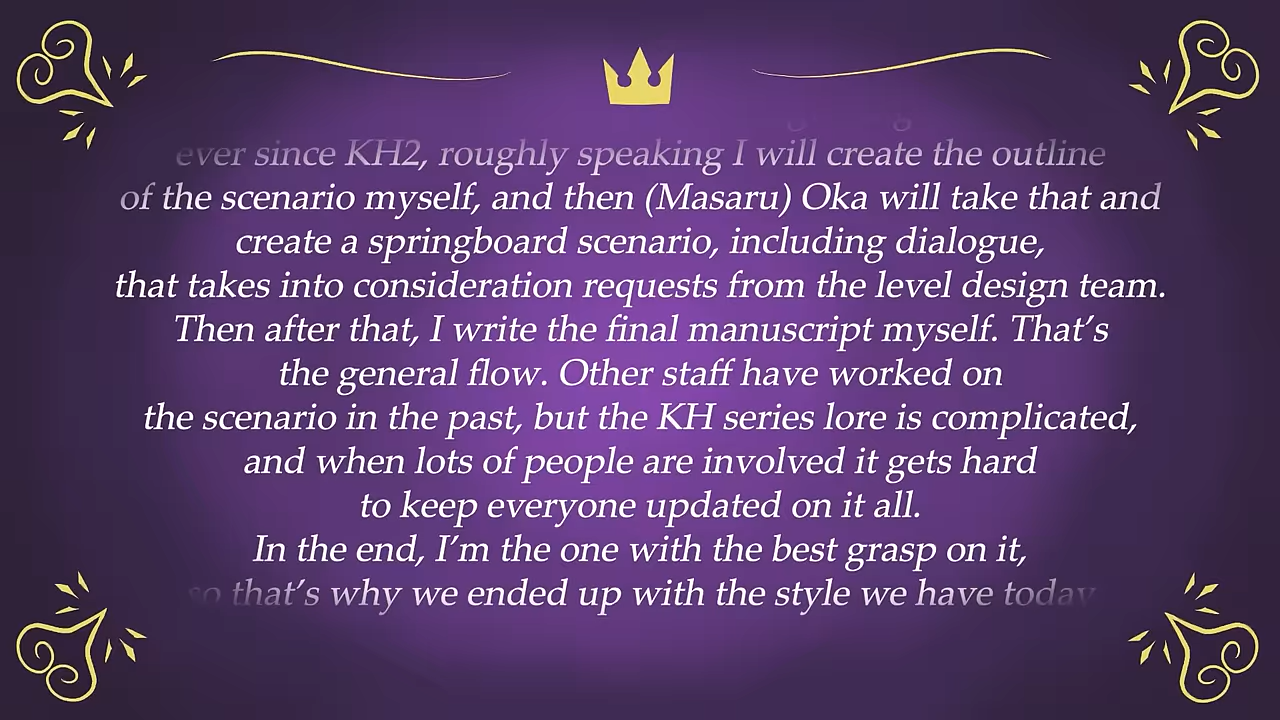 ever since KH2, roughly speaking I will create the outline
of the scenario myself, and then (Masaru) Oka will take that and
create a springboard scenario, including dialogue,
that takes into consideration requests from the level design team.
Then after that, I write the final manuscript myself. That’s
the general flow. Other staff have worked on
the scenario in the past, but the KH series lore is complicated,
and when lots of people are involved it gets hard
to keep everyone updated on it all.
In the end, I’m the one with the best grasp on it,
so that’s why we ended up with the style we have today